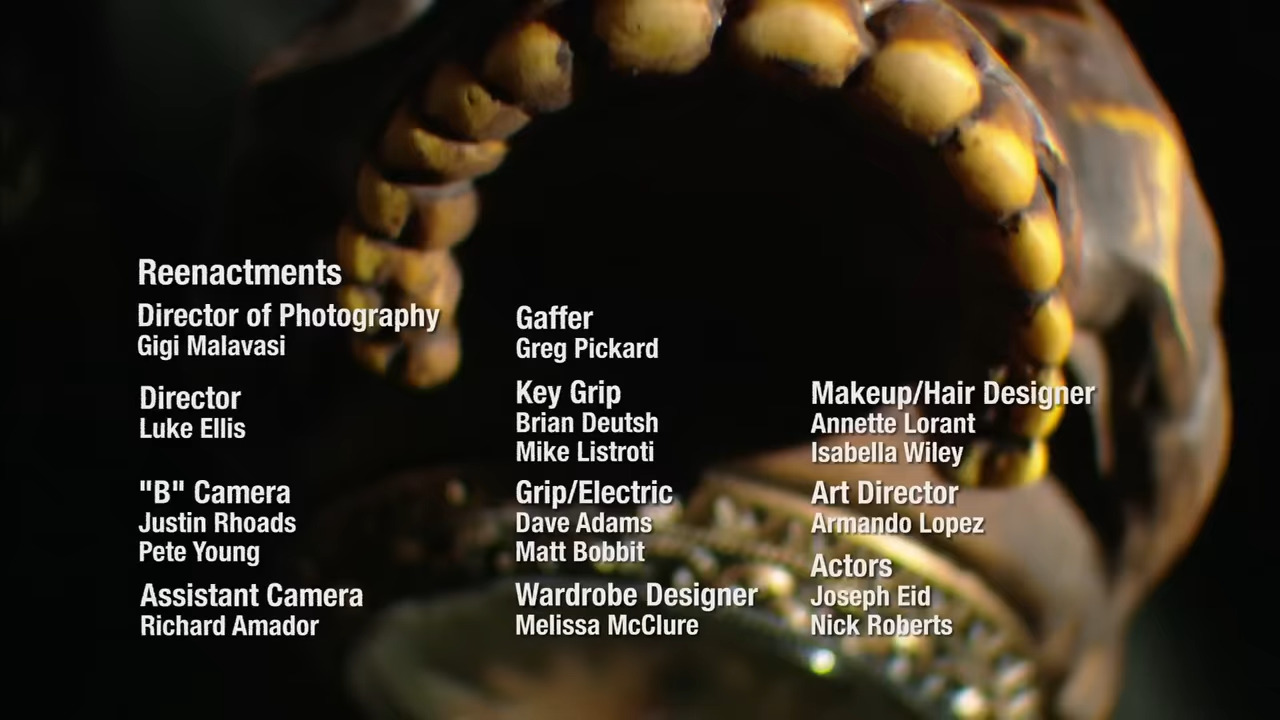 Reenactments
Director of Photography
Gigi Malavasi
Director
Luke Ellis
"B" Camera
Justin Rhoads
Pete Young
Assistant Camera
Richard Amador
Gaffer
Greg Pickard
Key Grip
Brian Deutsh
Mike Listroti
Grip/Electric
Dave Adams
Matt Bobbit
Wardrobe Designer
Melissa McClure
Makeup/Hair Designer
Annette Lorant
Isabella Wiley
Art Director
Armando Lopez
Actors
Joseph Eid
Nick Roberts